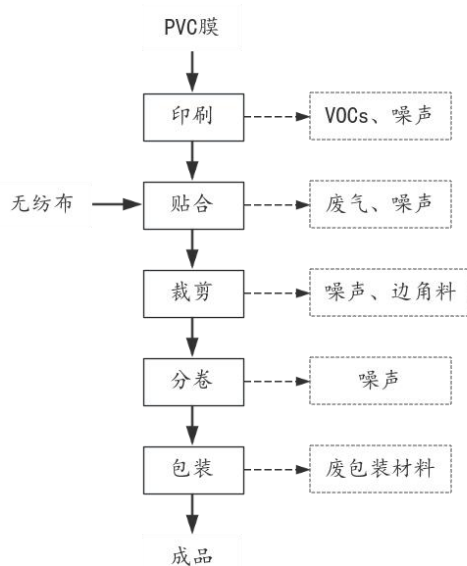 PVC膜
印刷
VOCs、噪声
无纺布
贴合
废气、噪声
裁剪
噪声、边角料
分卷
噪声
包装
废包装材料
成品